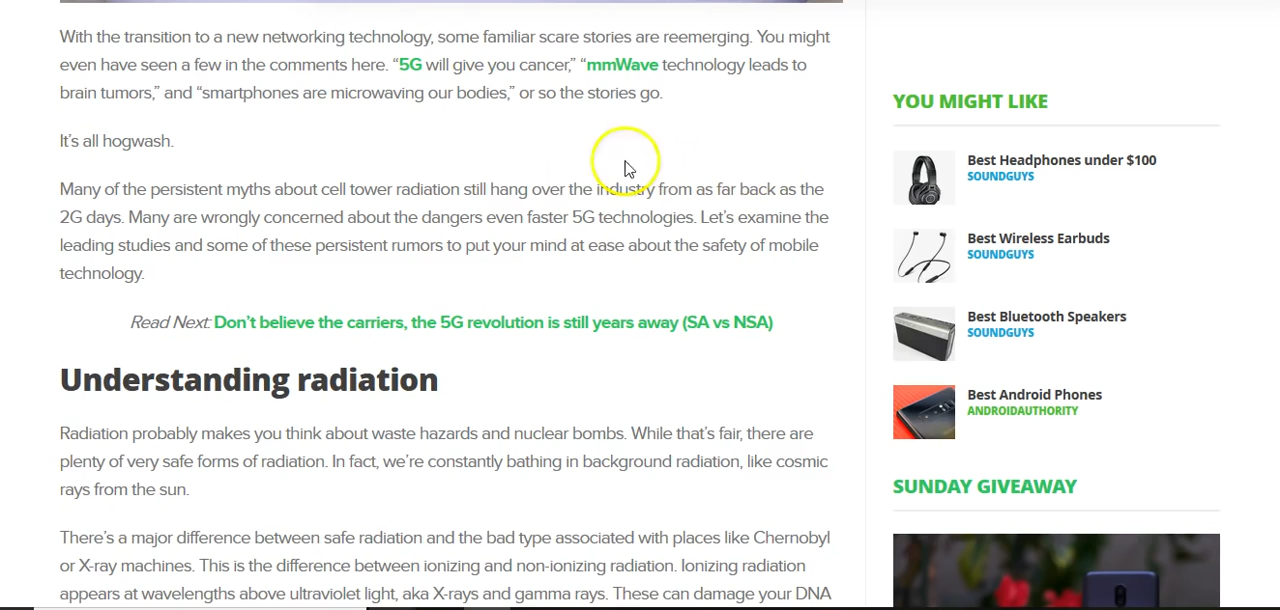 With the transition to a new networking technology, some familiar scare stories are reemerging. You might
even have seen a few in the comments here. “5G will give you cancer,” “mmWave technology leads to
brain tumors,” and “smartphones are microwaving our bodies,” or so the stories go.
It’s all hogwash.
Many of the persistent myths about cell tower radiation still hang over the industry from as far back as the
2G days. Many are wrongly concerned about the dangers even faster 5G technologies. Let’s examine the
leading studies and some of these persistent rumors to put your mind at ease about the safety of mobile
technology.
Read Next: Don’t believe the carriers, the 5G revolution is still years away (SA vs NSA)
Understanding radiation
Radiation probably makes you think about waste hazards and nuclear bombs. While that’s fair, there are
plenty of very safe forms of radiation. In fact, we’re constantly bathing in background radiation, like cosmic
rays from the sun.
There’s a major difference between safe radiation and the bad type associated with places like Chernobyl
or X-ray machines. This is the difference between ionizing and non-ionizing radiation. Ionizing radiation
appears at wavelengths above ultraviolet light, aka X-rays and gamma rays. These can damage your DNA
YOU MIGHT LIKE
Best Headphones under $100
SOUNDGUYS
Best Wireless Earbuds
SOUNDGUYS
Best Bluetooth Speakers
SOUNDGUYS
Best Android Phones
ANDROIDAUTHORITY
SUNDAY GIVEAWAY